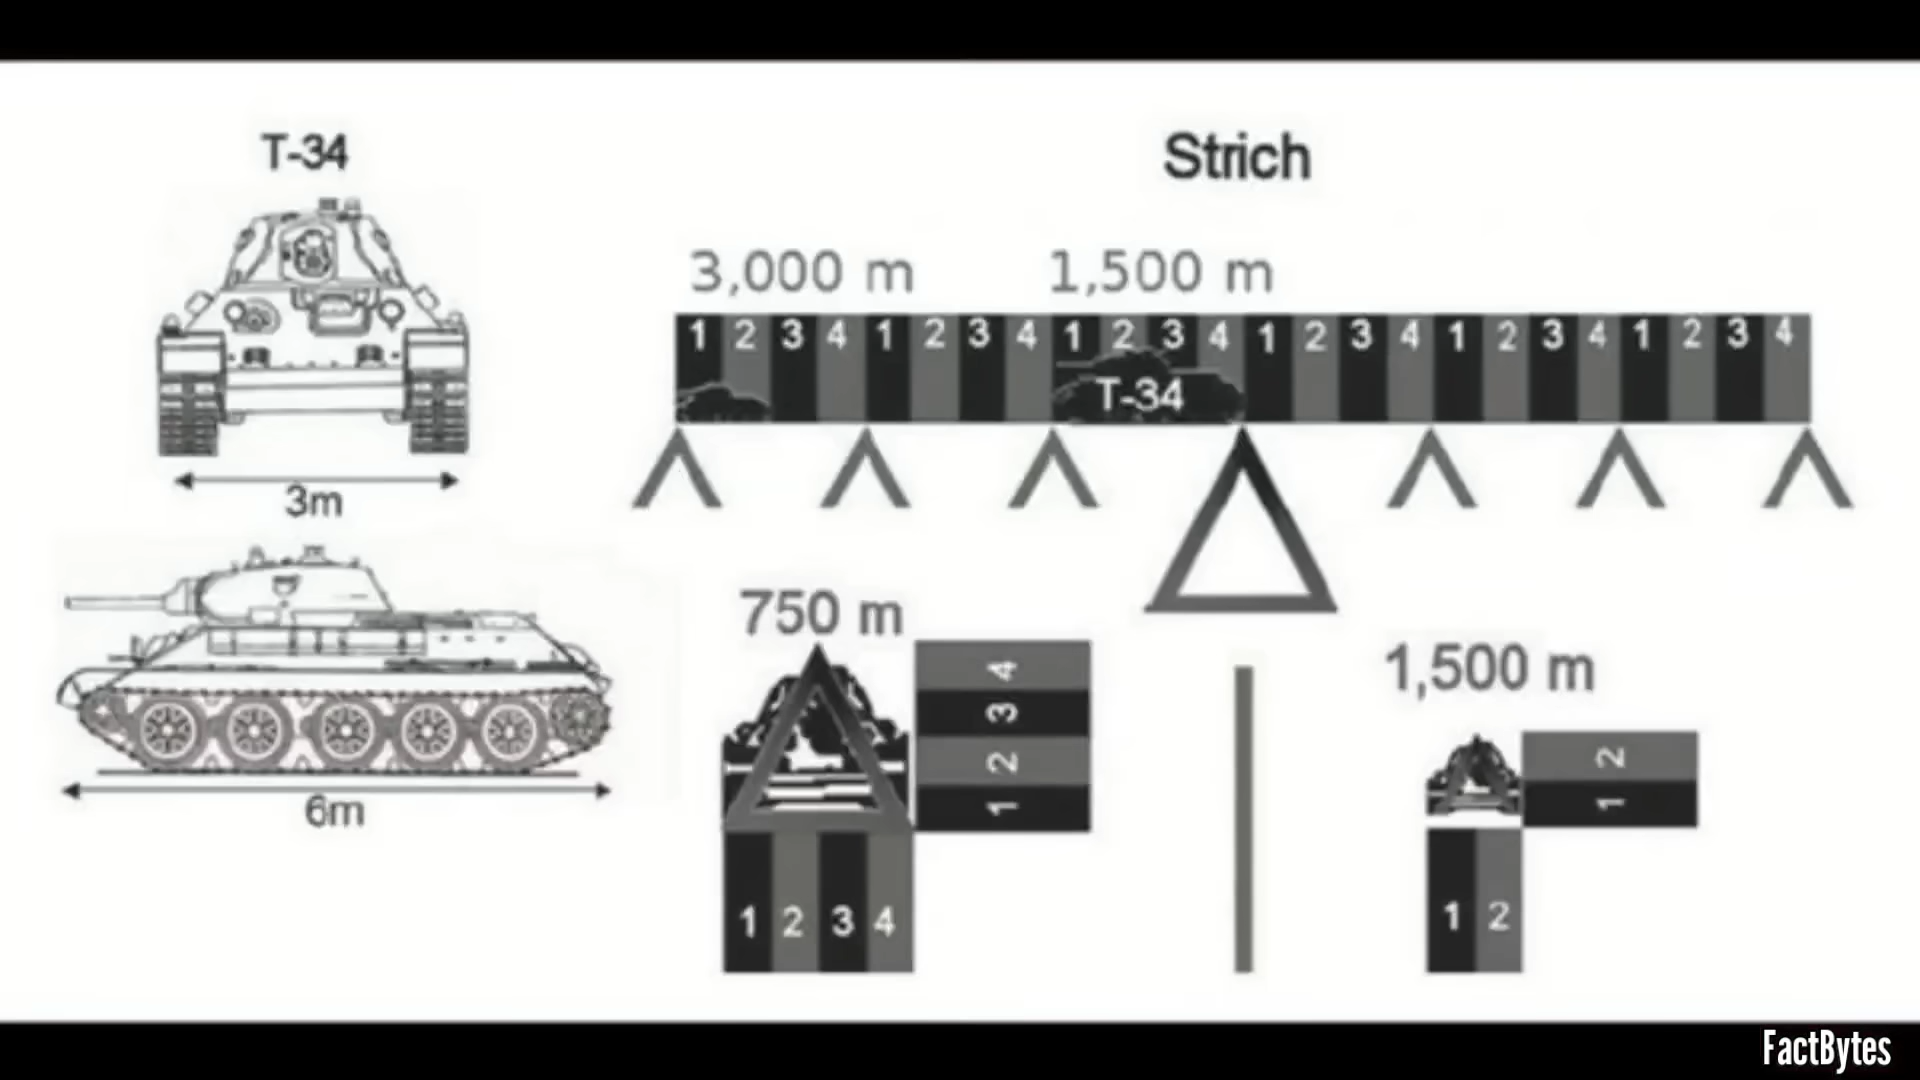 T-34
3m
6m
Strich
3,000 m 1,500 m
1 2 3 4 1 2 3 4 1 2 3 4 1 2 3 4 1 2 3 4 1 2 3 4
T-34
750 m
4
3
2
1
1 2 3 4
1,500 m
2
1
1 2
FactBytes